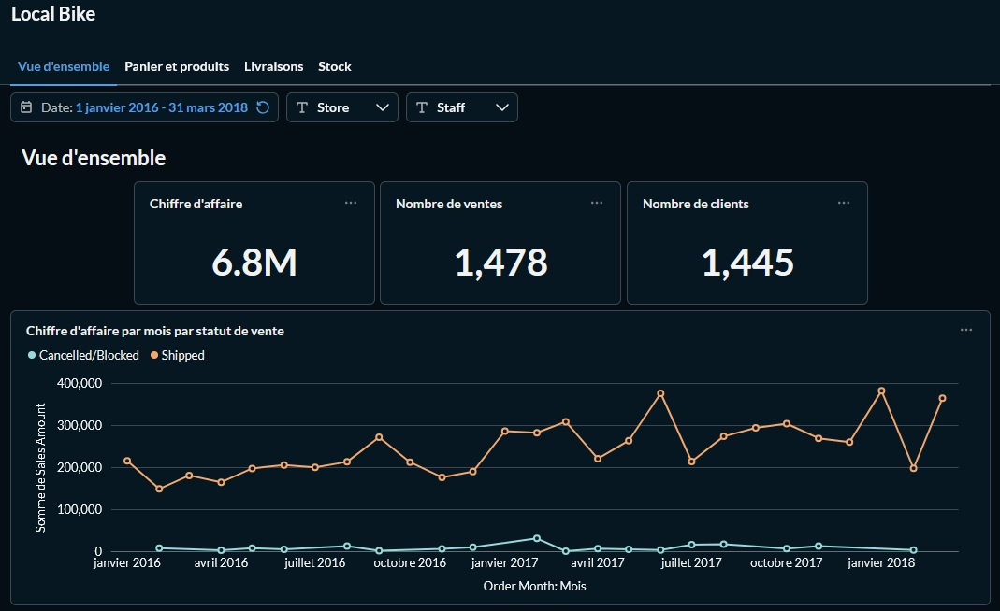 Local Bike
Vue d'ensemble Panier et produits Livraisons Stock
Date: 1 janvier 2016 - 31 mars 2018 Store Staff
Vue d'ensemble
Chiffre d'affaire Nombre de ventes Nombre de clients
6.8M 1,478 1,445
Chiffre d'affaire par mois par statut de vente
Cancelled/Blocked Shipped
400,000
300,000
200,000
100,000
0
Somme de Sales Amount
janvier 2016 avril 2016 juillet 2016 octobre 2016 janvier 2017 avril 2017 juillet 2017 octobre 2017 janvier 2018
Order Month: Mois